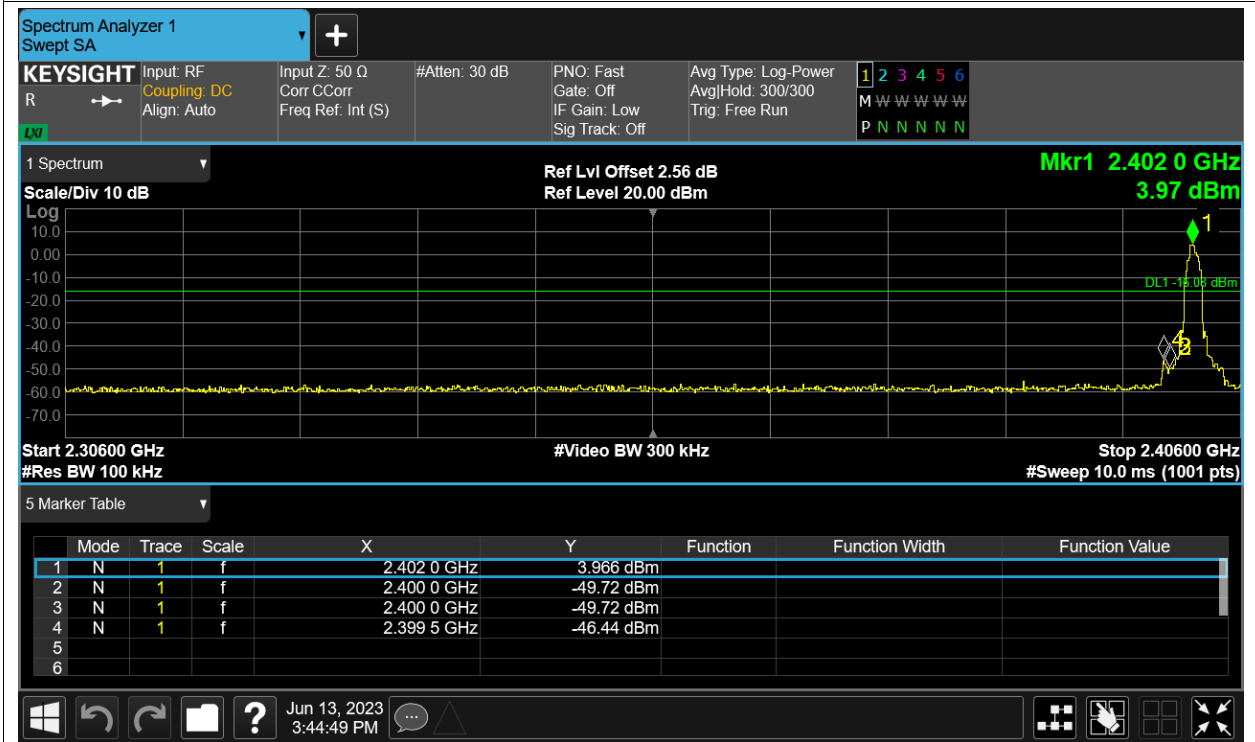 Spectrum Analyzer 1
Swept SA
KEYSIGHT Input: RF Input Z: 50 Ω #Atten: 30 dB PNO: Fast Avg Type: Log-Power 1 2 3 4 5 6
R Coupling: DC Corr CCorr Gate: Off Avg|Hold: 300/300 M W W W W W
Align: Auto Freq Ref: Int (S) IF Gain: Low Trig: Free Run
LXI Sig Track: Off P N N N N N
1 Spectrum Ref Lvl Offset 2.56 dB Mkr1 2.402 0 GHz
Scale/Div 10 dB Ref Level 20.00 dBm 3.97 dBm
Log
1
10.0
0.00
-10.0
-20.0
-30.0
-40.0
-50.0
-60.0
-70.0
Start 2.30600 GHz #Video BW 300 kHz Stop 2.40600 GHz
#Res BW 100 kHz #Sweep 10.0 ms (1001 pts)
5 Marker Table
Mode Trace Scale X Y Function Function Width Function Value
1 N 1 f 2.402 0 GHz 3.966 dBm
2 N 1 f 2.400 0 GHz -49.72 dBm
3 N 1 f 2.400 0 GHz -49.72 dBm
4 N 1 f 2.399 5 GHz -46.44 dBm
5
6
? Jun 13, 2023
3:44:49 PM